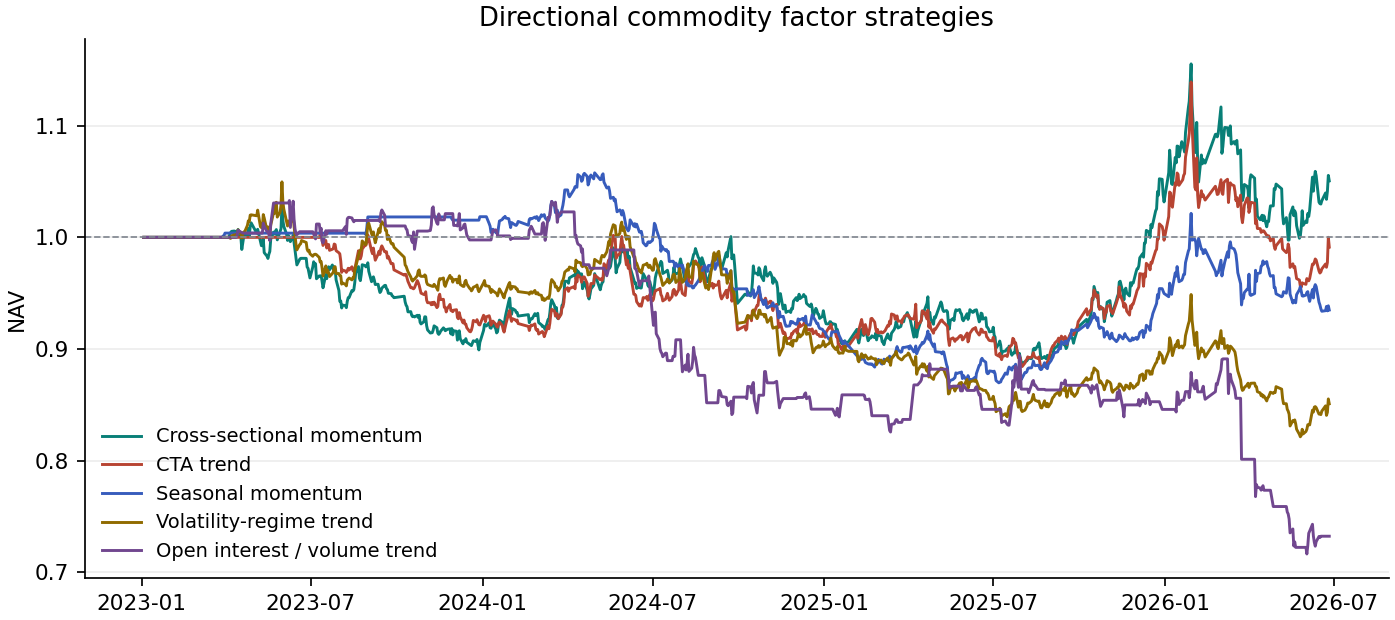 Directional commodity factor strategies
NAV
1.1
1.0
0.9
0.8
0.7
Cross-sectional momentum
CTA trend
Seasonal momentum
Volatility-regime trend
Open interest / volume trend
2023-01
2023-07
2024-01
2024-07
2025-01
2025-07
2026-01
2026-07